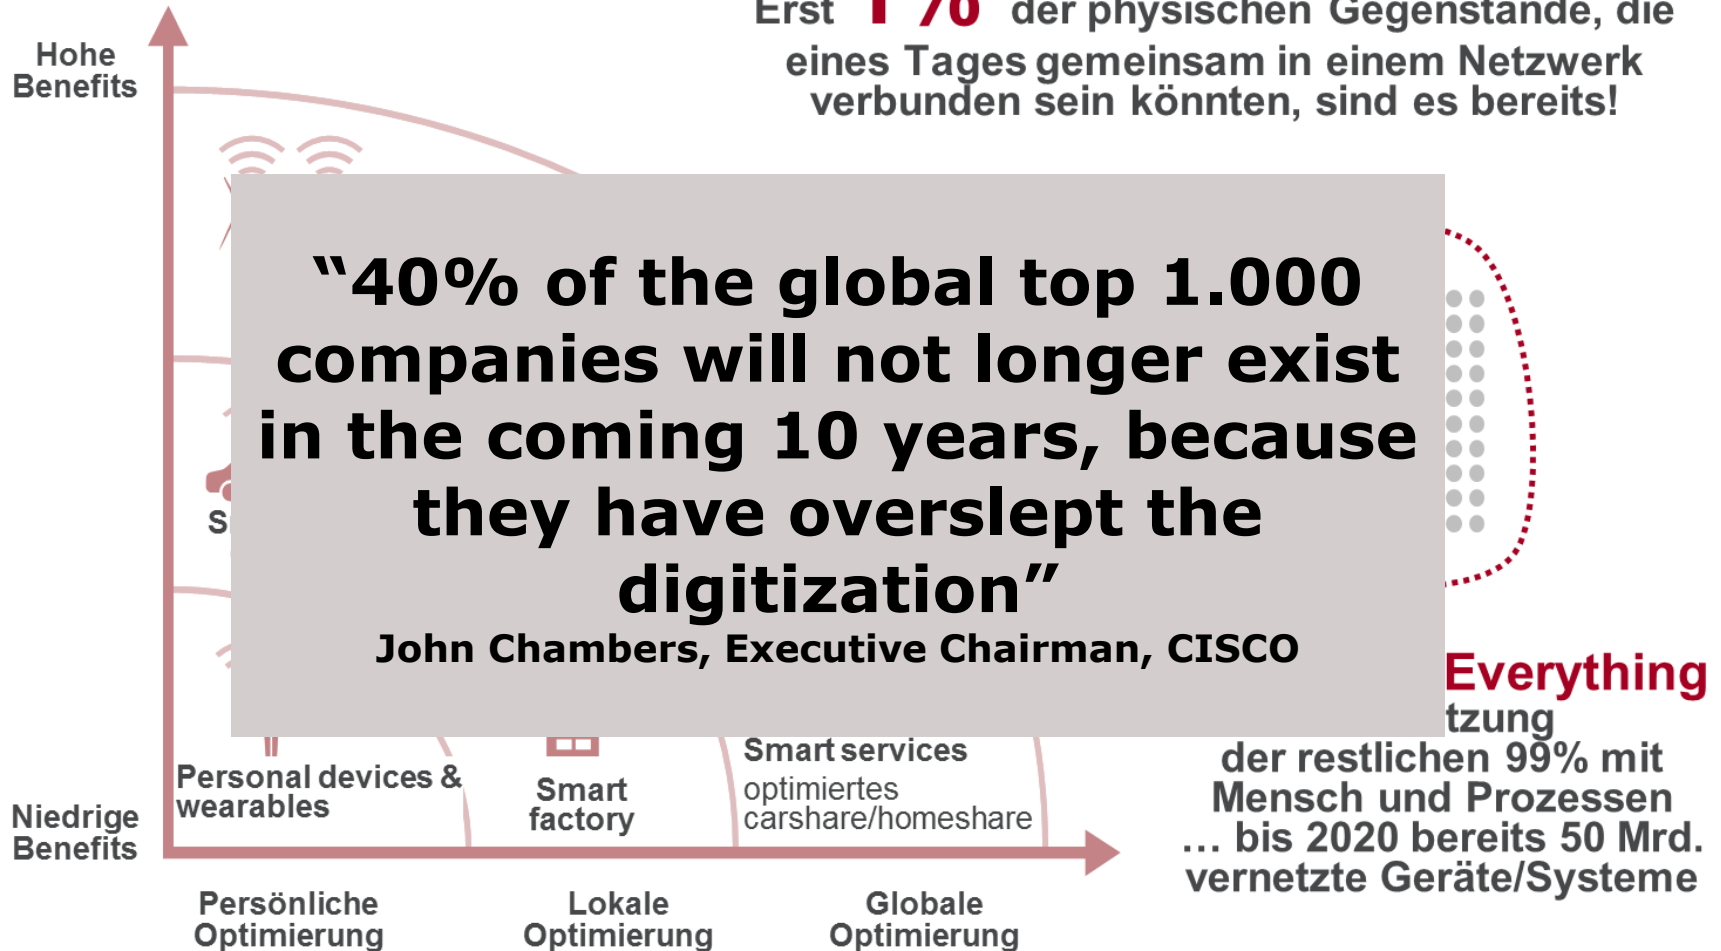 Erst 1% der physischen Gegenstände, die
eines Tages gemeinsam in einem Netzwerk
verbunden sein könnten, sind es bereits!
Hohe
Benefits
“40% of the global top 1.000
companies will not longer exist
in the coming 10 years, because
they have overslept the
digitization”
John Chambers, Executive Chairman, CISCO
Everything
tzung
der restlichen 99% mit
Mensch und Prozessen
... bis 2020 bereits 50 Mrd.
vernetzte Geräte/Systeme
Personal devices &
wearables
Smart
factory
Smart services
optimiertes
carshare/homeshare
Niedrige
Benefits
Persönliche
Optimierung
Lokale
Optimierung
Globale
Optimierung